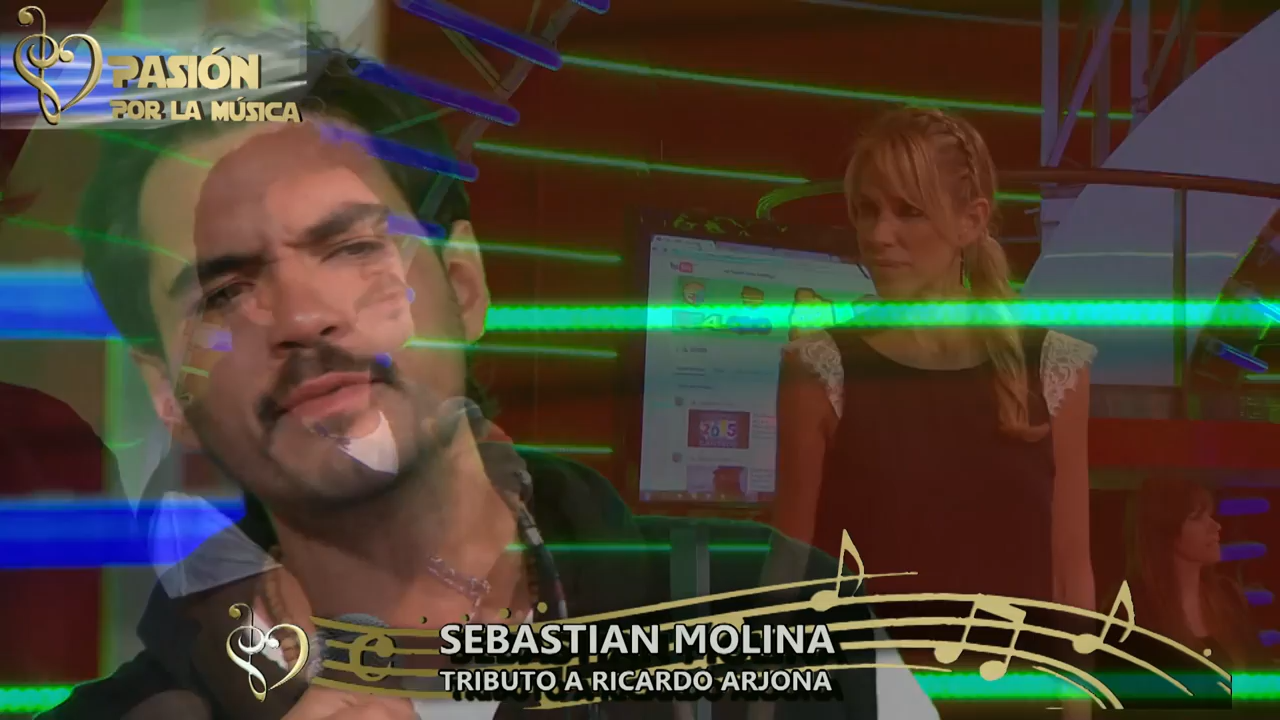 PASIÓN
POR LA MÚSICA
SEBASTIAN MOLINA
TRIBUTO A RICARDO ARJONA